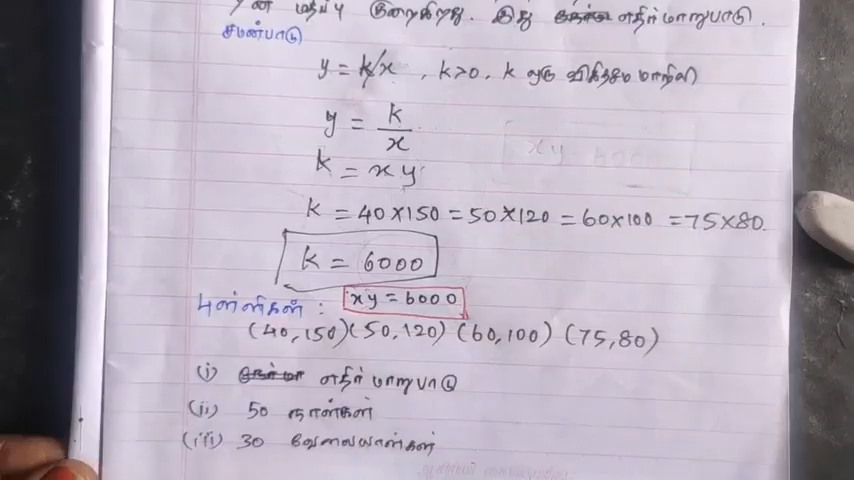 மதிப்பு குறைகிறது. இது எதிர்மாறுபாடு.
சமன்பாடு
y = k/x , k>0, k ஒரு விகிதசம மாறிலி
y = k/x
k = xy
K = 40×150 = 50×120 = 60×100 = 75×80.
K = 6000
புள்ளிகள் : xy = 6000
(40,150)(50,120)(60,100)(75,80)
(i) எதிர்மாறுபாடு
(ii) 50 நாள்கள்
(iii) 30 வேலையாள்கள்